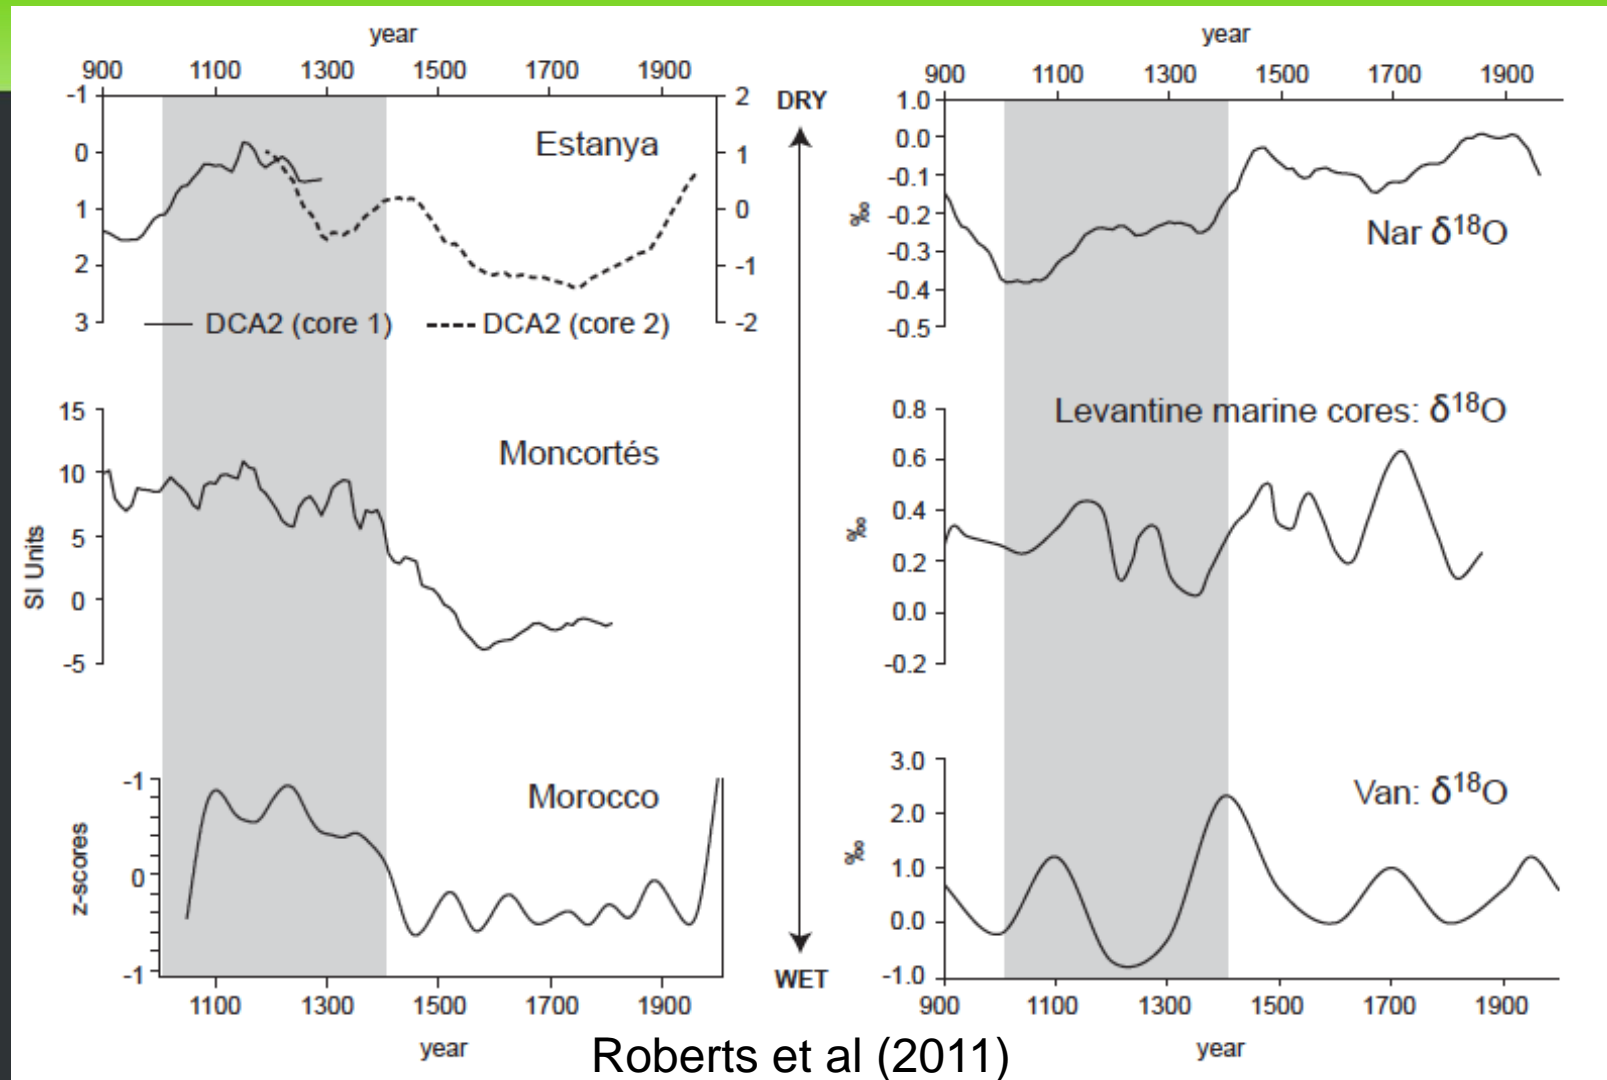 year
900 1100 1300 1500 1700 1900
-1
0
1
2
3
2
1
0
-1
-2
Estanya
DCA2 (core 1) DCA2 (core 2)
15
10
5
0
-5
SI Units
Moncortés
-1
0
-1
z-scores
Morocco
1100 1300 1500 1700 1900
year
DRY
WET
year
900 1100 1300 1500 1700 1900
1.0
0.0
-0.1
-0.2
-0.3
-0.4
-0.5
‰
Nar δ18O
Levantine marine cores: δ18O
0.8
0.6
0.4
0.2
0.0
-0.2
‰
3.0
2.0
1.0
0.0
-1.0
‰
Van: δ18O
900 1100 1300 1500 1700 1900
year
Roberts et al (2011)